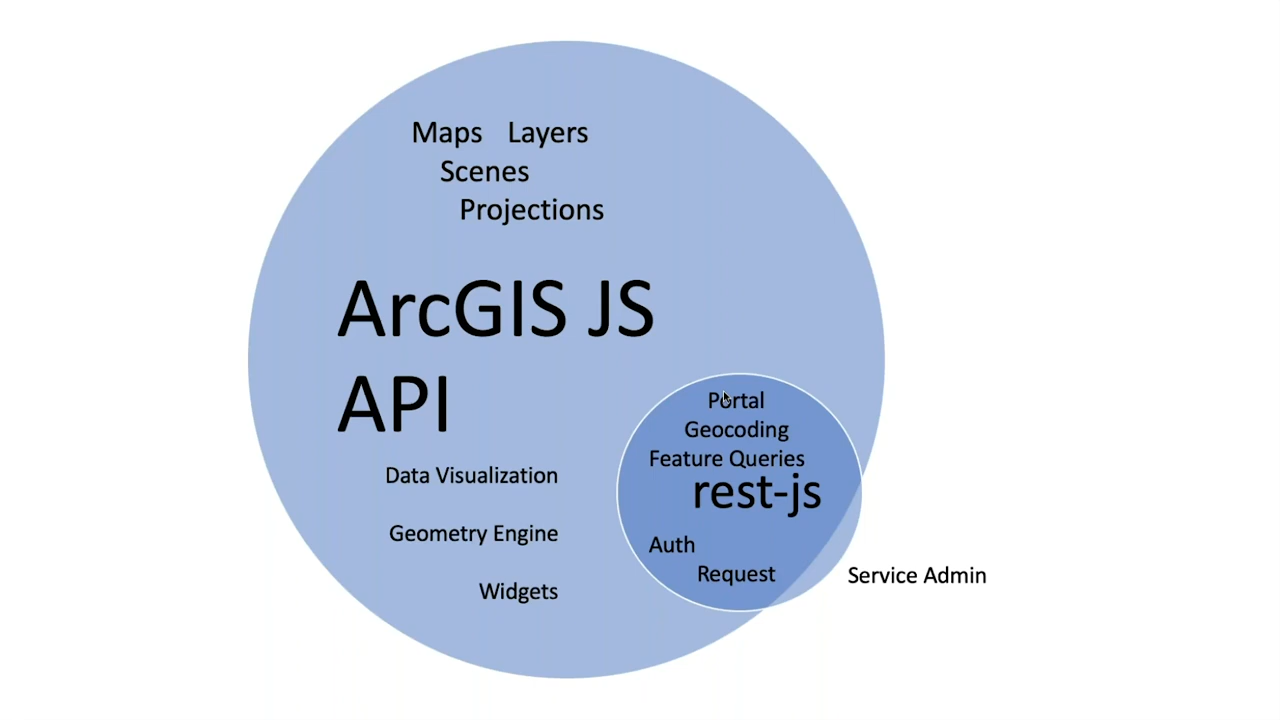 Maps Layers
Scenes
Projections
ArcGIS JS
API
Data Visualization
Geometry Engine
Widgets
Portal
Geocoding
Feature Queries
rest-js
Auth
Request
Service Admin